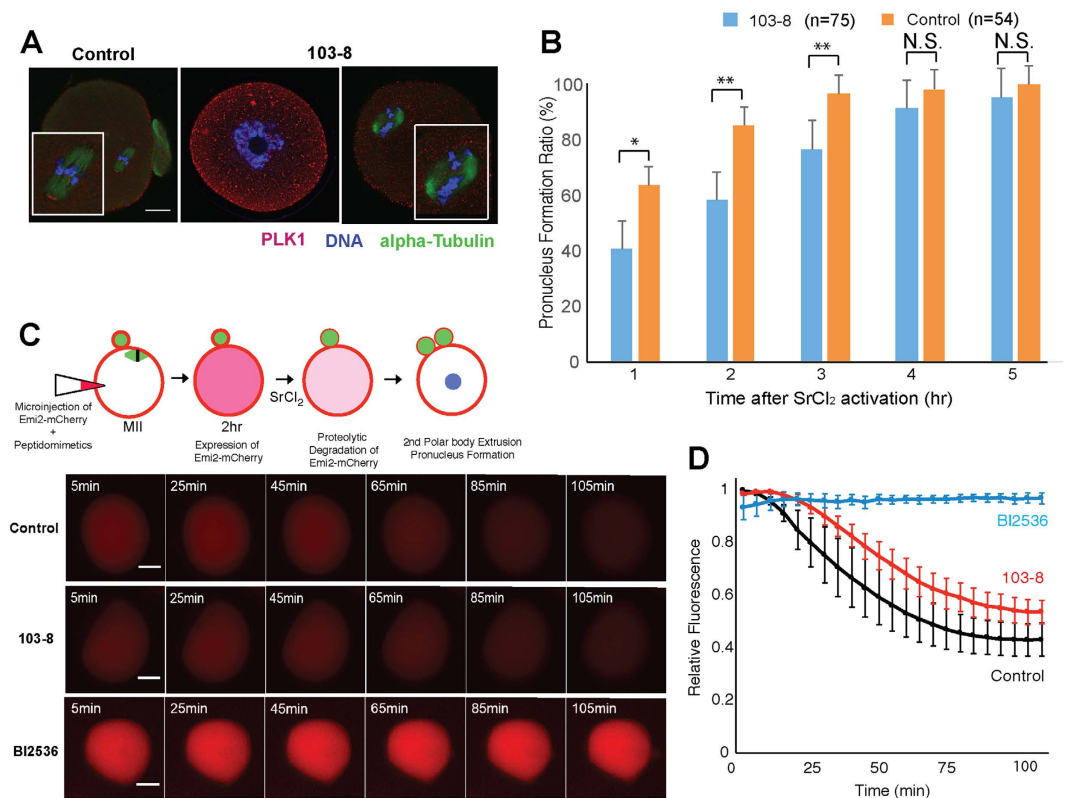 A
Control
103-8
PLK1 DNA alpha-Tubulin
B
103-8 (n=75)
Control (n=54)
Pronucleus Formation Ratio (%)
100
80
60
40
20
0
*
**
**
N.S.
N.S.
1 2 3 4 5
Time after SrCl2 activation (hr)
C
Microinjection of
Emi2-mCherry
+
Peptidomimetics
MII
2hr
Expression of
Emi2-mCherry
SrCl2
Proteolytic
Degradation of
Emi2-mCherry
2nd Polar body Extrusion
Pronucleus Formation
Control
5min 25min 45min 65min 85min 105min
103-8
5min 25min 45min 65min 85min 105min
BI2536
5min 25min 45min 65min 85min 105min
D
Relative Fluorescence
1
0.8
0.6
0.4
0.2
0
BI2536
103-8
Control
0 25 50 75 100
Time (min)